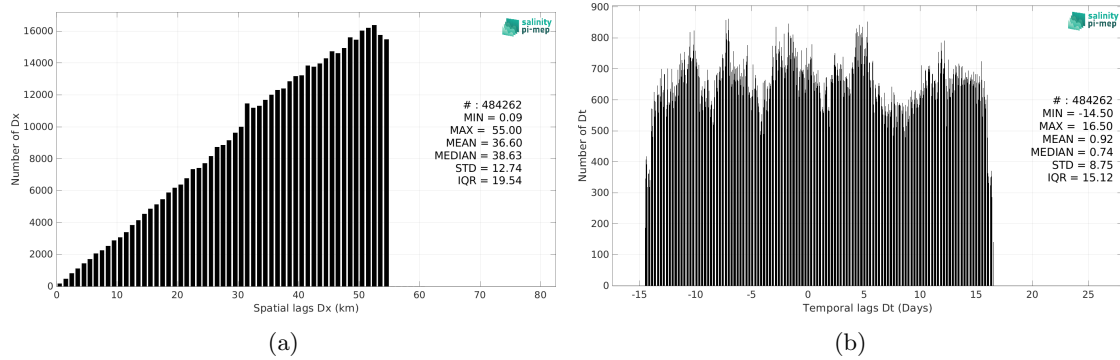 16000
14000
12000
10000
8000
6000
4000
2000
0
0 10 20 30 40 50 60 70 80
Number of Dx
Spatial lags Dx (km)
salinity
pi-mep
# : 484262
MIN = 0.09
MAX = 55.00
MEAN = 36.60
MEDIAN = 38.63
STD = 12.74
IQR = 19.54
(a)
900
800
700
600
500
400
300
200
100
0
-15 -10 -5 0 5 10 15 20 25
Number of Dt
Temporal lags Dt (Days)
salinity
pi-mep
# : 484262
MIN = -14.50
MAX = 16.50
MEAN = 0.92
MEDIAN = 0.74
STD = 8.75
IQR = 15.12
(b)